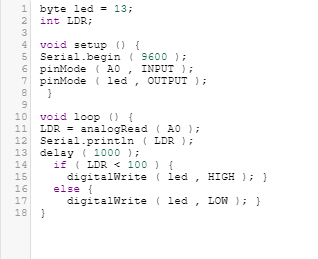 1 byte led = 13;
2 int LDR;
3
4 void setup () {
5 Serial.begin ( 9600 );
6 pinMode ( A0 , INPUT );
7 pinMode ( led , OUTPUT );
8 }
9
10 void loop () {
11 LDR = analogRead ( A0 );
12 Serial.println ( LDR );
13 delay ( 1000 );
14 if ( LDR < 100 ) {
15 digitalWrite ( led , HIGH ); }
16 else {
17 digitalWrite ( led , LOW ); }
18 }